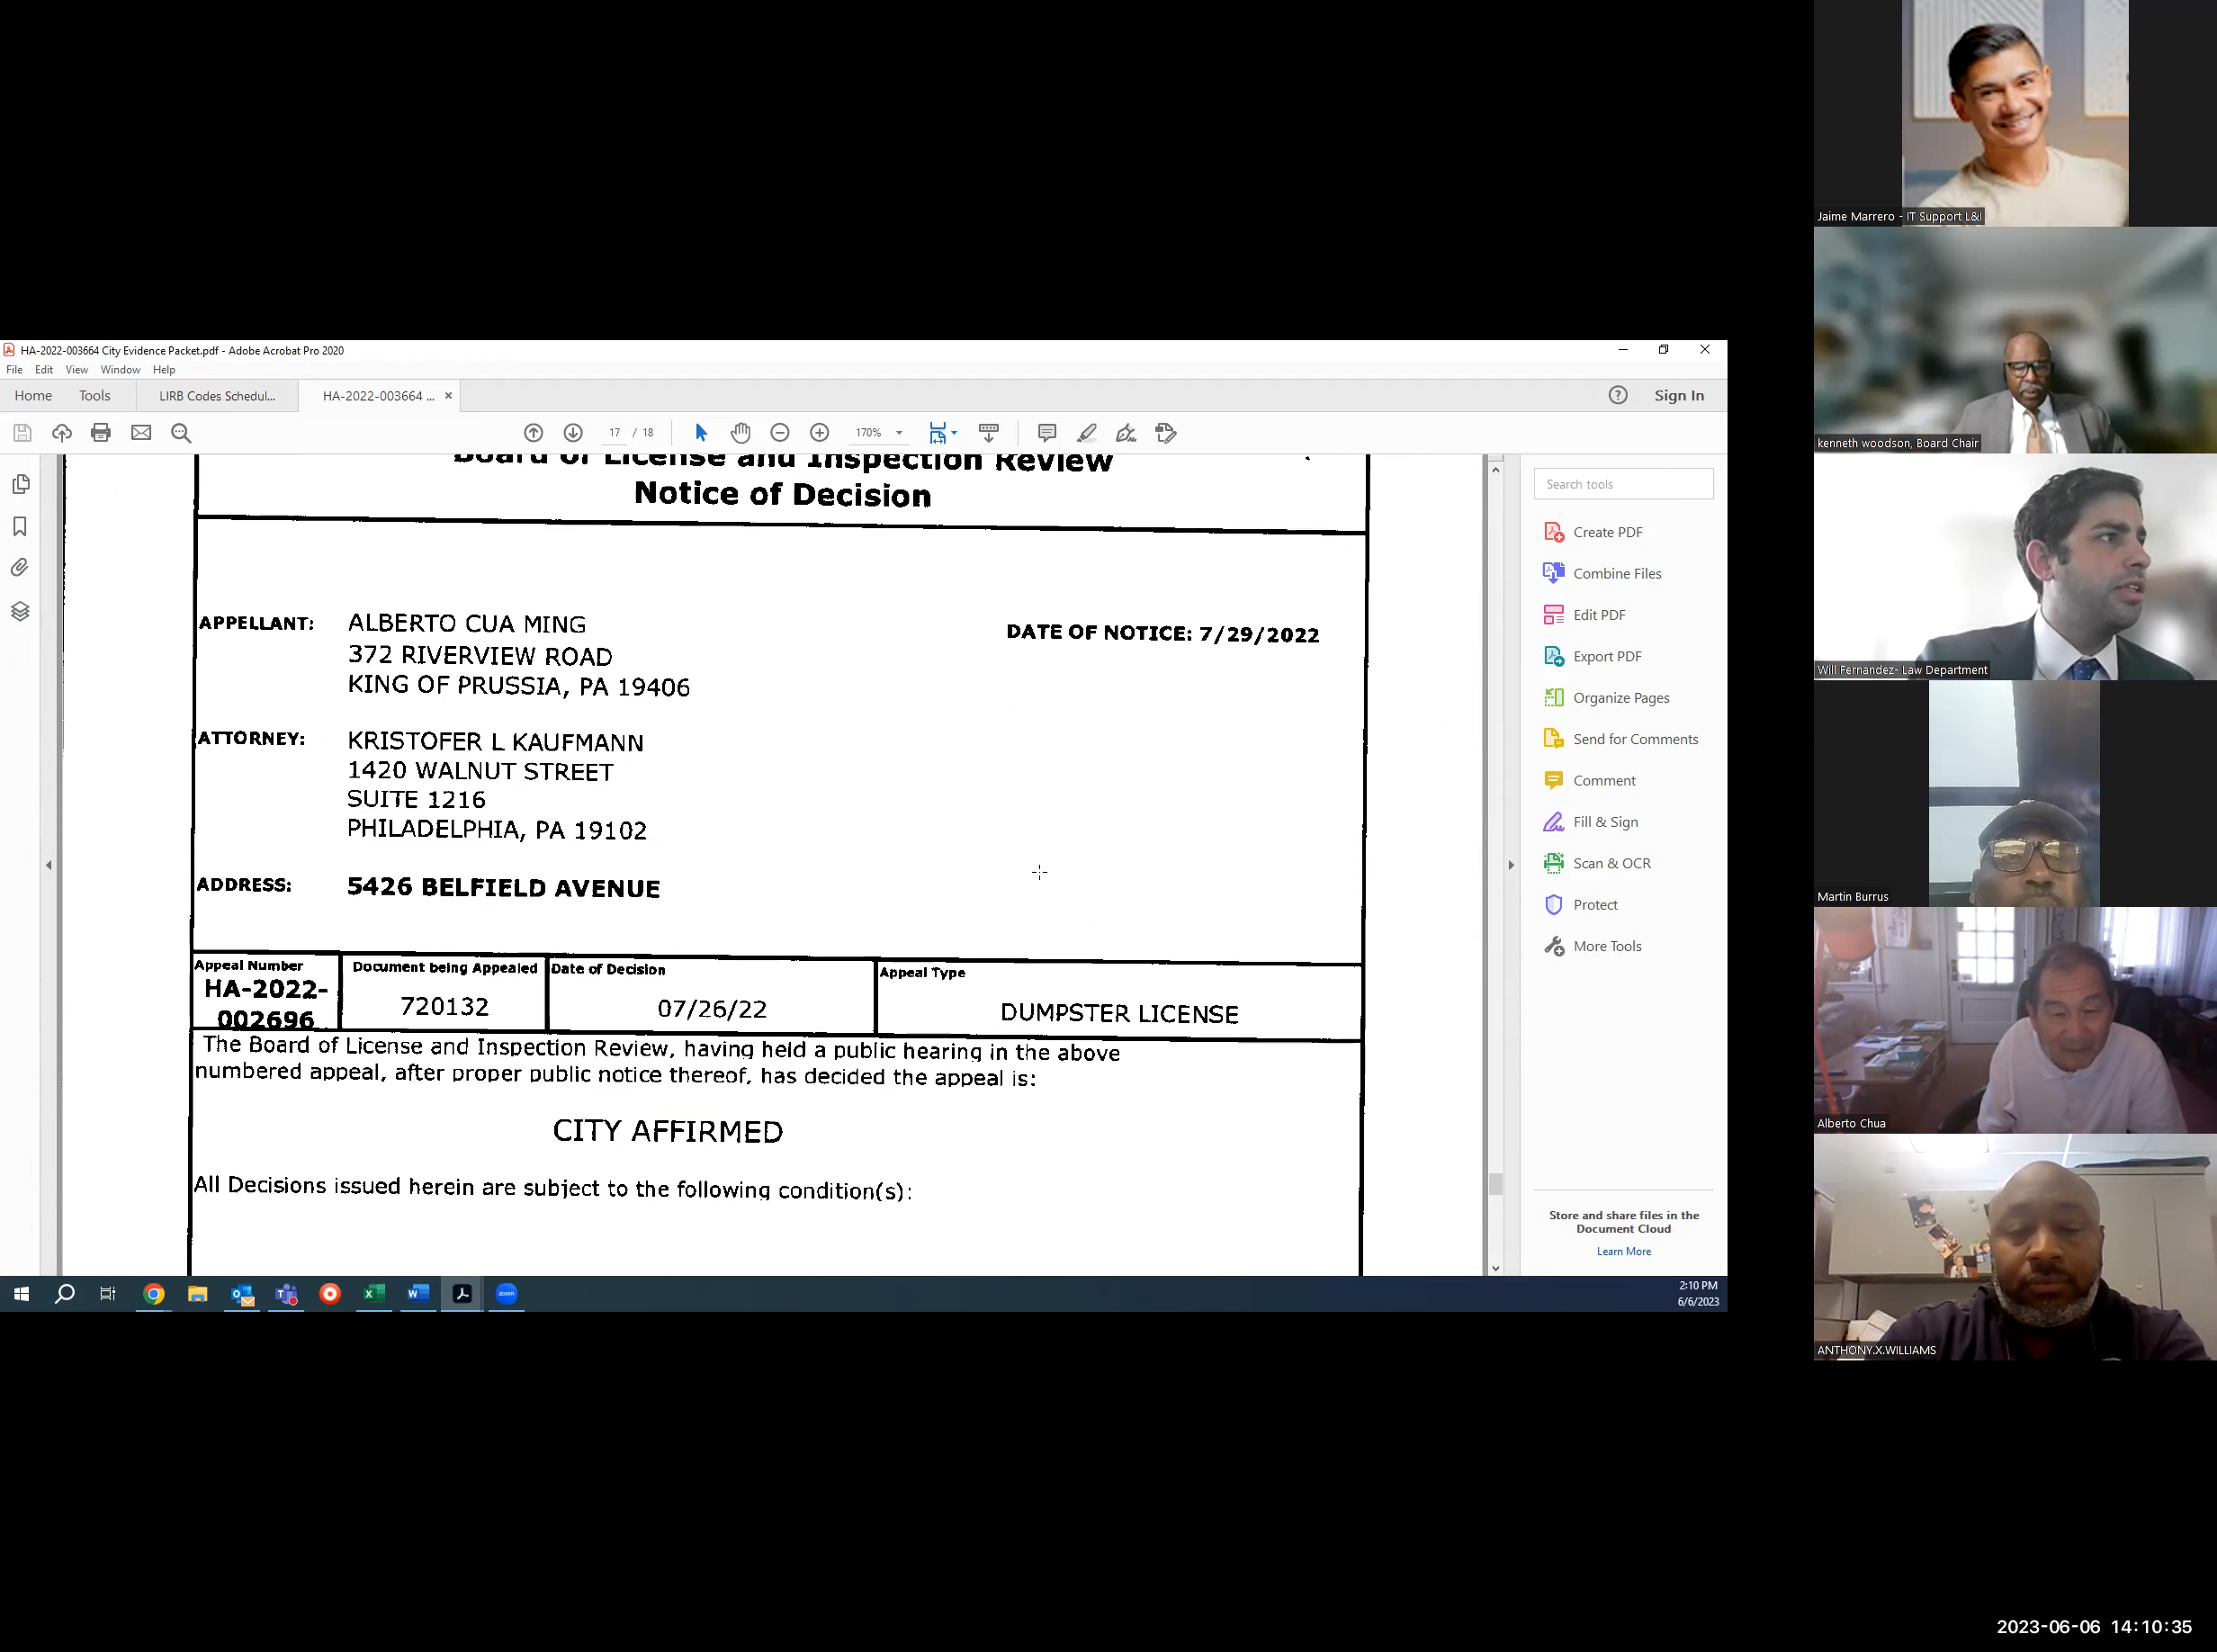 HA-2022-003664 City Evidence Packet.pdf - Adobe Acrobat Pro 2020
File Edit View Window Help
Home Tools LIRB Codes Schedul... HA-2022-003664 ... × Sign In
17 / 18 170%
Board of License and Inspection Review
Notice of Decision
APPELLANT: ALBERTO CUA MING
372 RIVERVIEW ROAD
KING OF PRUSSIA, PA 19406
DATE OF NOTICE: 7/29/2022
ATTORNEY: KRISTOFER L KAUFMANN
1420 WALNUT STREET
SUITE 1216
PHILADELPHIA, PA 19102
ADDRESS: 5426 BELFIELD AVENUE
Appeal Number Document being Appealed Date of Decision Appeal Type
HA-2022-
002696 720132 07/26/22 DUMPSTER LICENSE
The Board of License and Inspection Review, having held a public hearing in the above
numbered appeal, after proper public notice thereof, has decided the appeal is:
CITY AFFIRMED
All Decisions issued herein are subject to the following condition(s):
Search tools
Create PDF
Combine Files
Edit PDF
Export PDF
Organize Pages
Send for Comments
Comment
Fill & Sign
Scan & OCR
Protect
More Tools
Store and share files in the
Document Cloud
Learn More
zoom
2:10 PM
6/6/2023
Jaime Marrero - IT Support L&I
kenneth woodson, Board Chair
Will Fernandez- Law Department
Martin Burrus
Alberto Chua
ANTHONY.X.WILLIAMS
2023-06-06 14:10:35